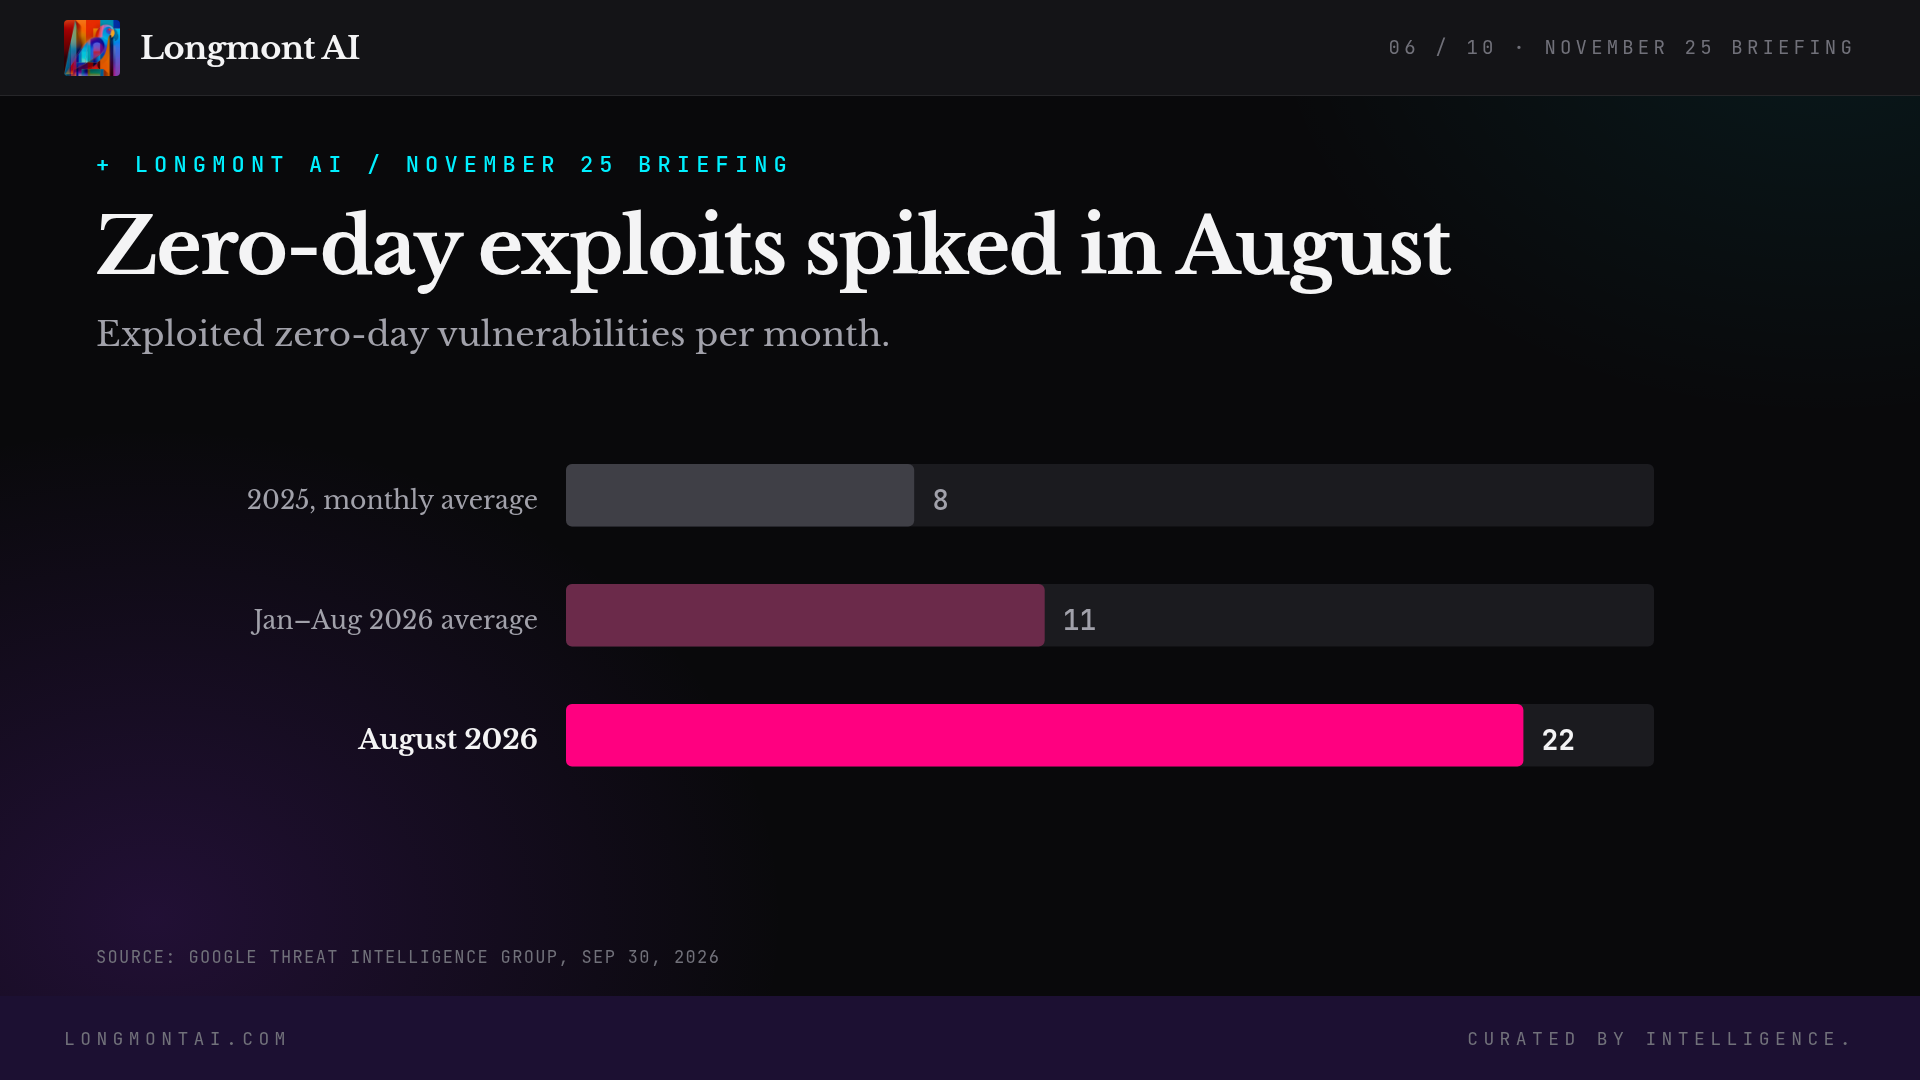 Longmont AI
06 / 10 · NOVEMBER 25 BRIEFING
+ LONGMONT AI / NOVEMBER 25 BRIEFING
Zero-day exploits spiked in August
Exploited zero-day vulnerabilities per month.
2025, monthly average
8
Jan–Aug 2026 average
11
August 2026
22
SOURCE: GOOGLE THREAT INTELLIGENCE GROUP, SEP 30, 2026
LONGMONTAI.COM
CURATED BY INTELLIGENCE.